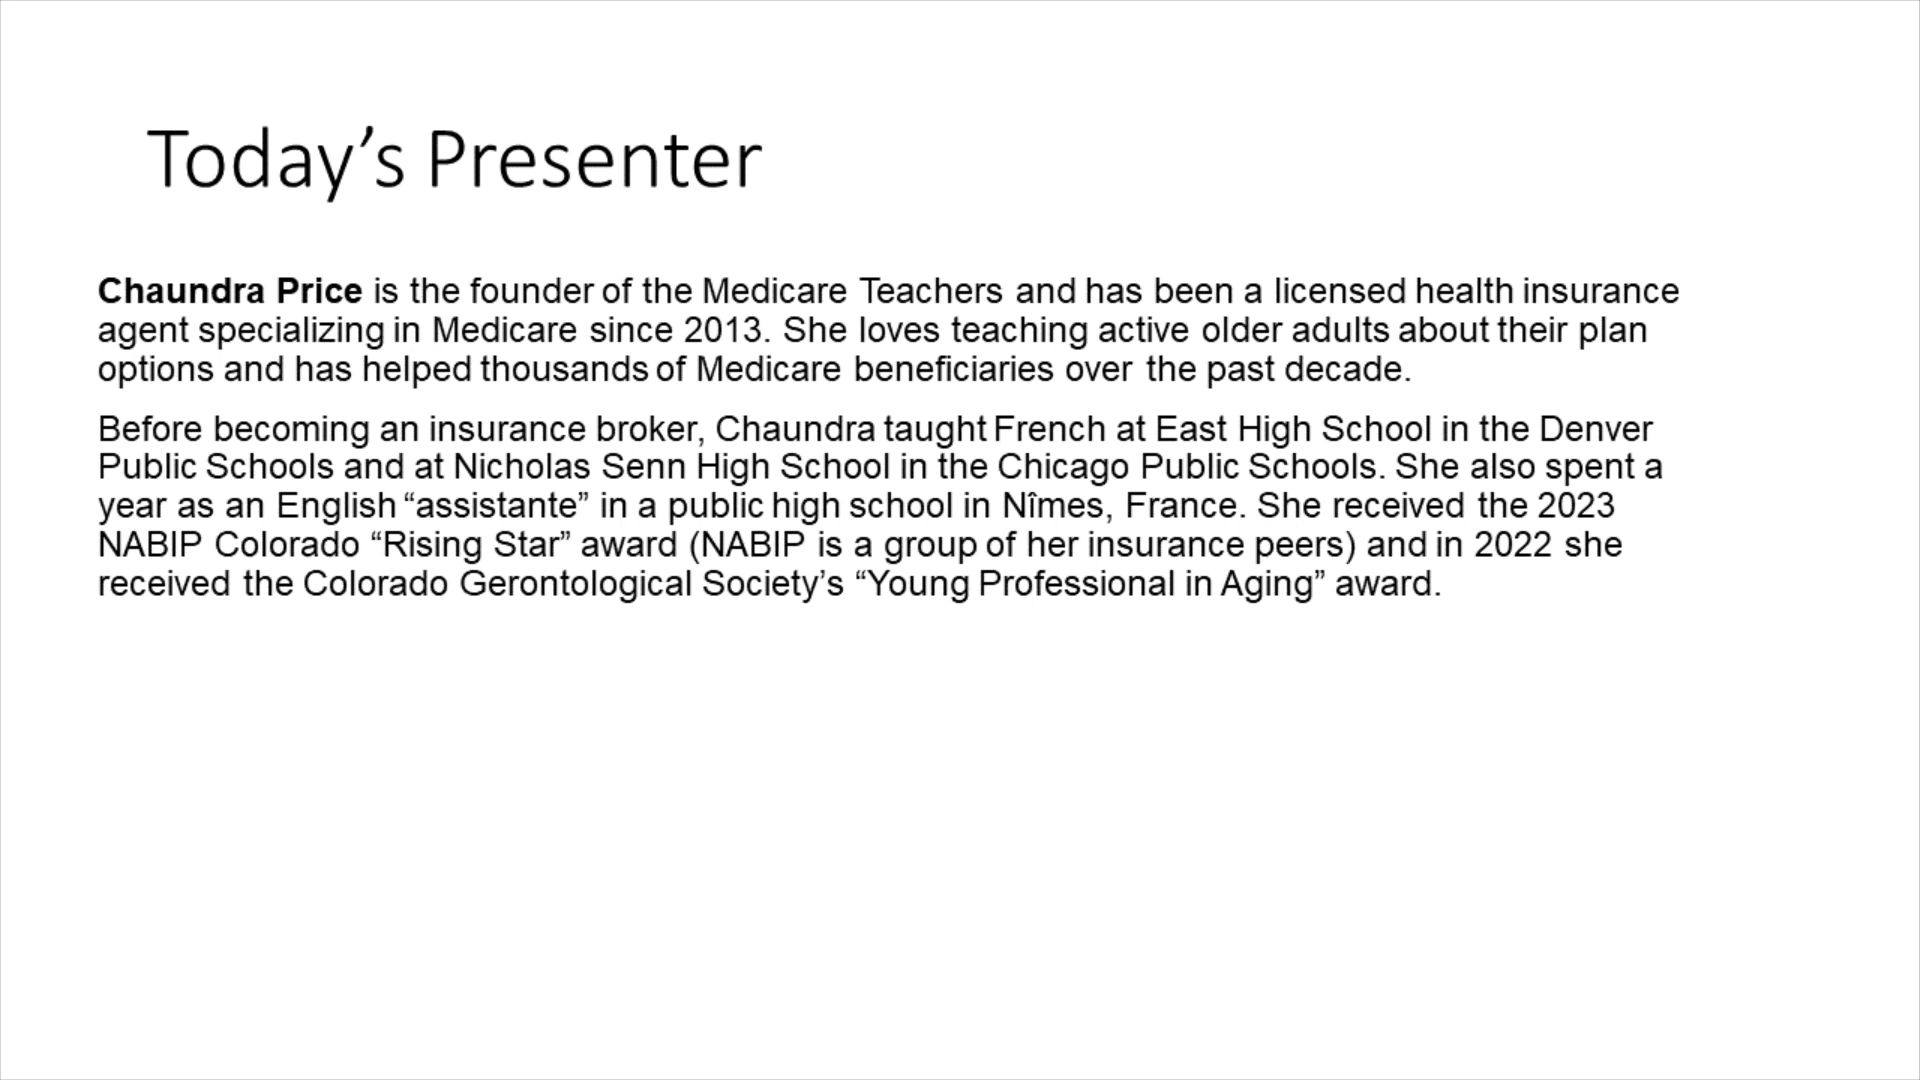 Today’s Presenter
Chaundra Price is the founder of the Medicare Teachers and has been a licensed health insurance
agent specializing in Medicare since 2013. She loves teaching active older adults about their plan
options and has helped thousands of Medicare beneficiaries over the past decade.
Before becoming an insurance broker, Chaundra taught French at East High School in the Denver
Public Schools and at Nicholas Senn High School in the Chicago Public Schools. She also spent a
year as an English “assistante” in a public high school in Nîmes, France. She received the 2023
NABIP Colorado “Rising Star” award (NABIP is a group of her insurance peers) and in 2022 she
received the Colorado Gerontological Society’s “Young Professional in Aging” award.